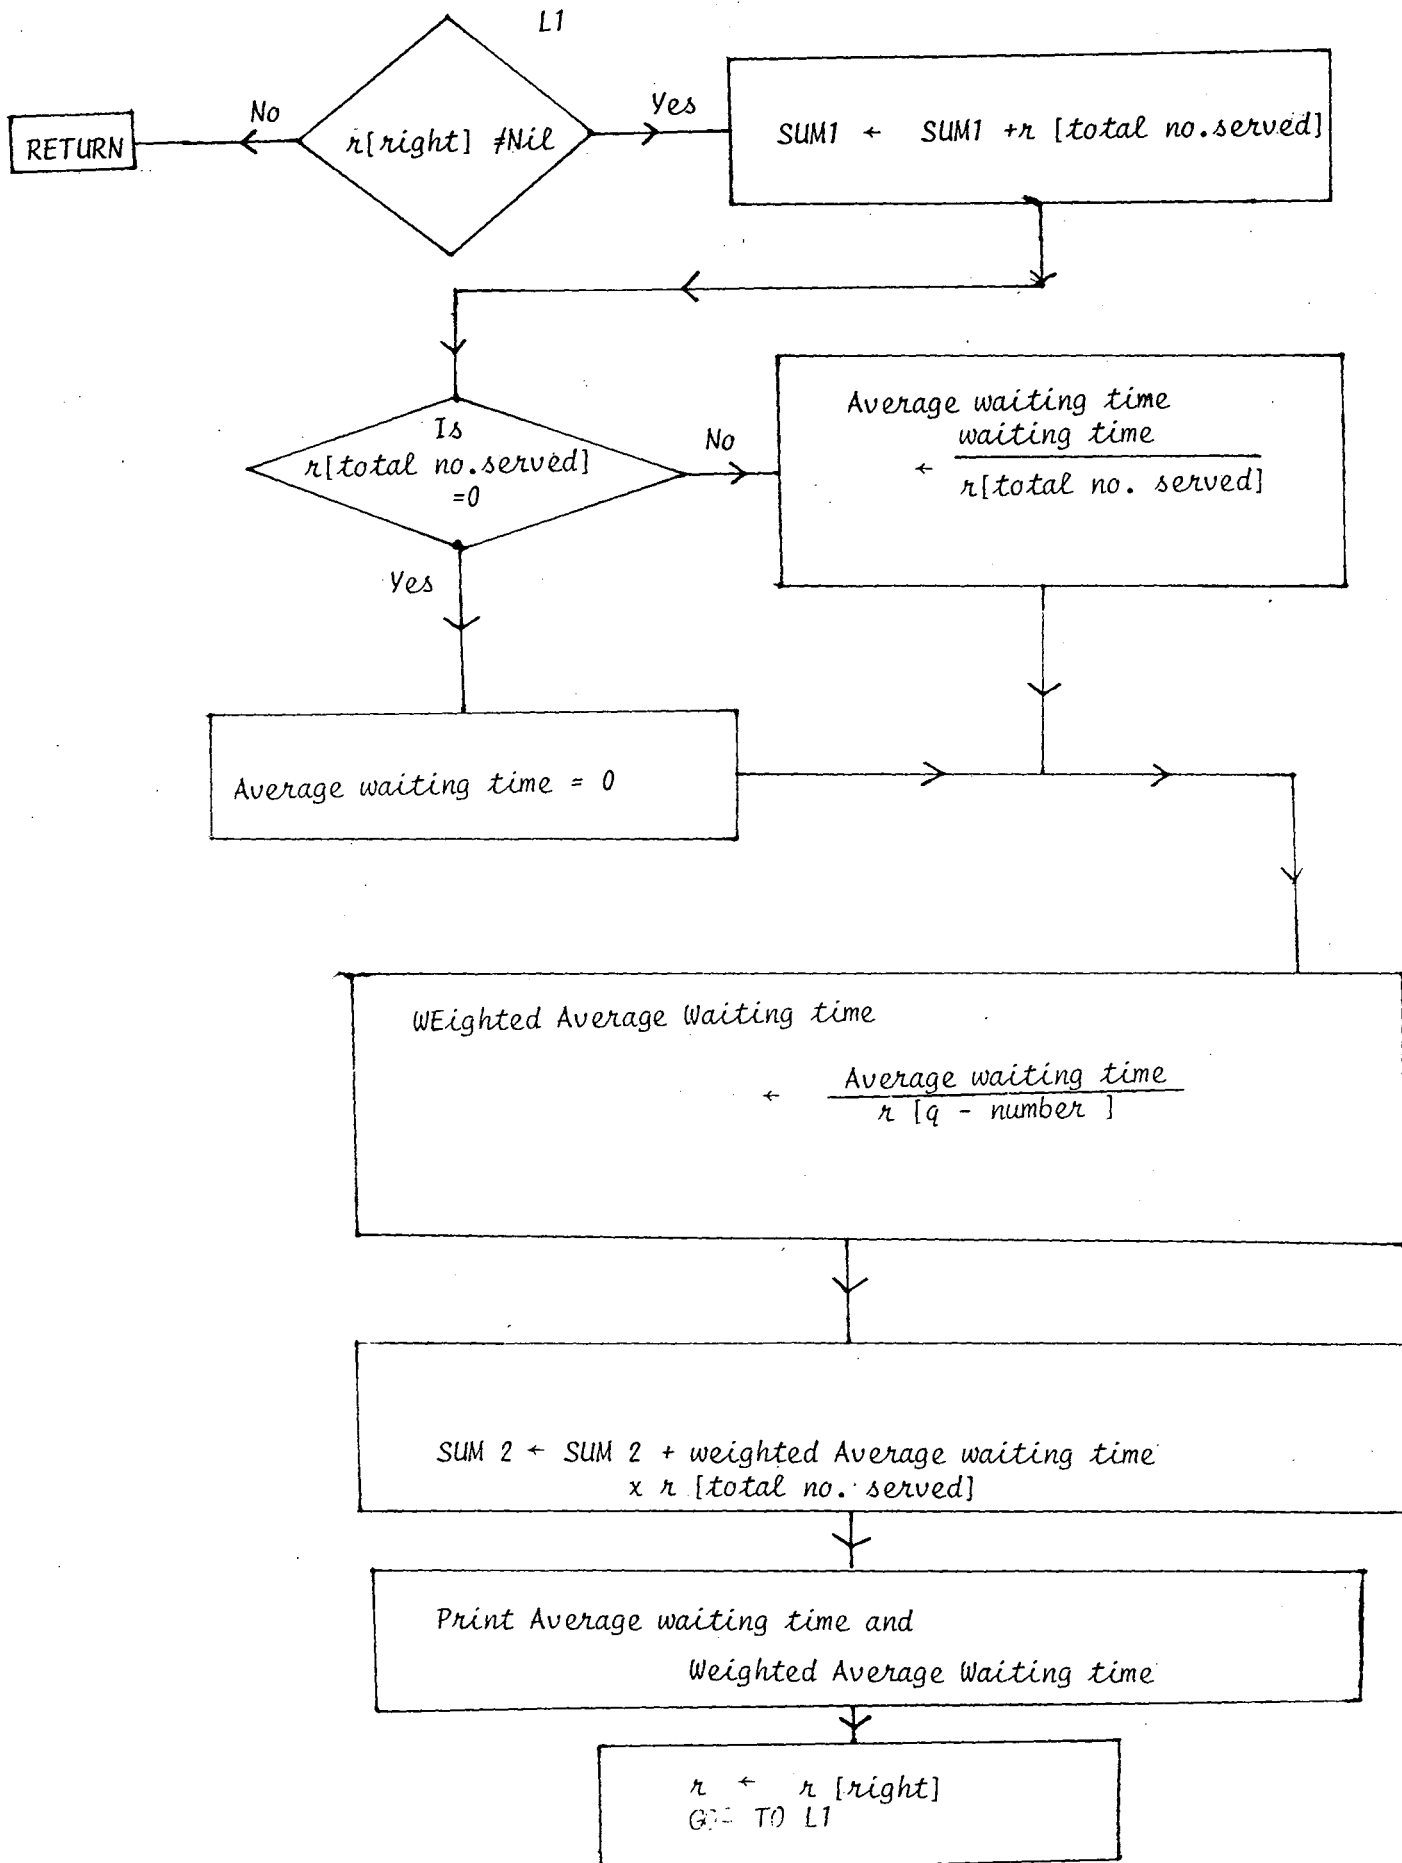 L1
No
Yes
RETURN
r[right] ≠Nil
SUM1 ← SUM1 +r [total no.served]
Is
r[total no.served]
=0
No
Average waiting time
waiting time
←
r[total no. served]
Yes
Average waiting time = 0
WEighted Average Waiting time
Average waiting time
←
r [q - number ]
SUM 2 ← SUM 2 + weighted Average waiting time
x r [total no. served]
Print Average waiting time and
Weighted Average Waiting time
r ← r [right]
TO L1